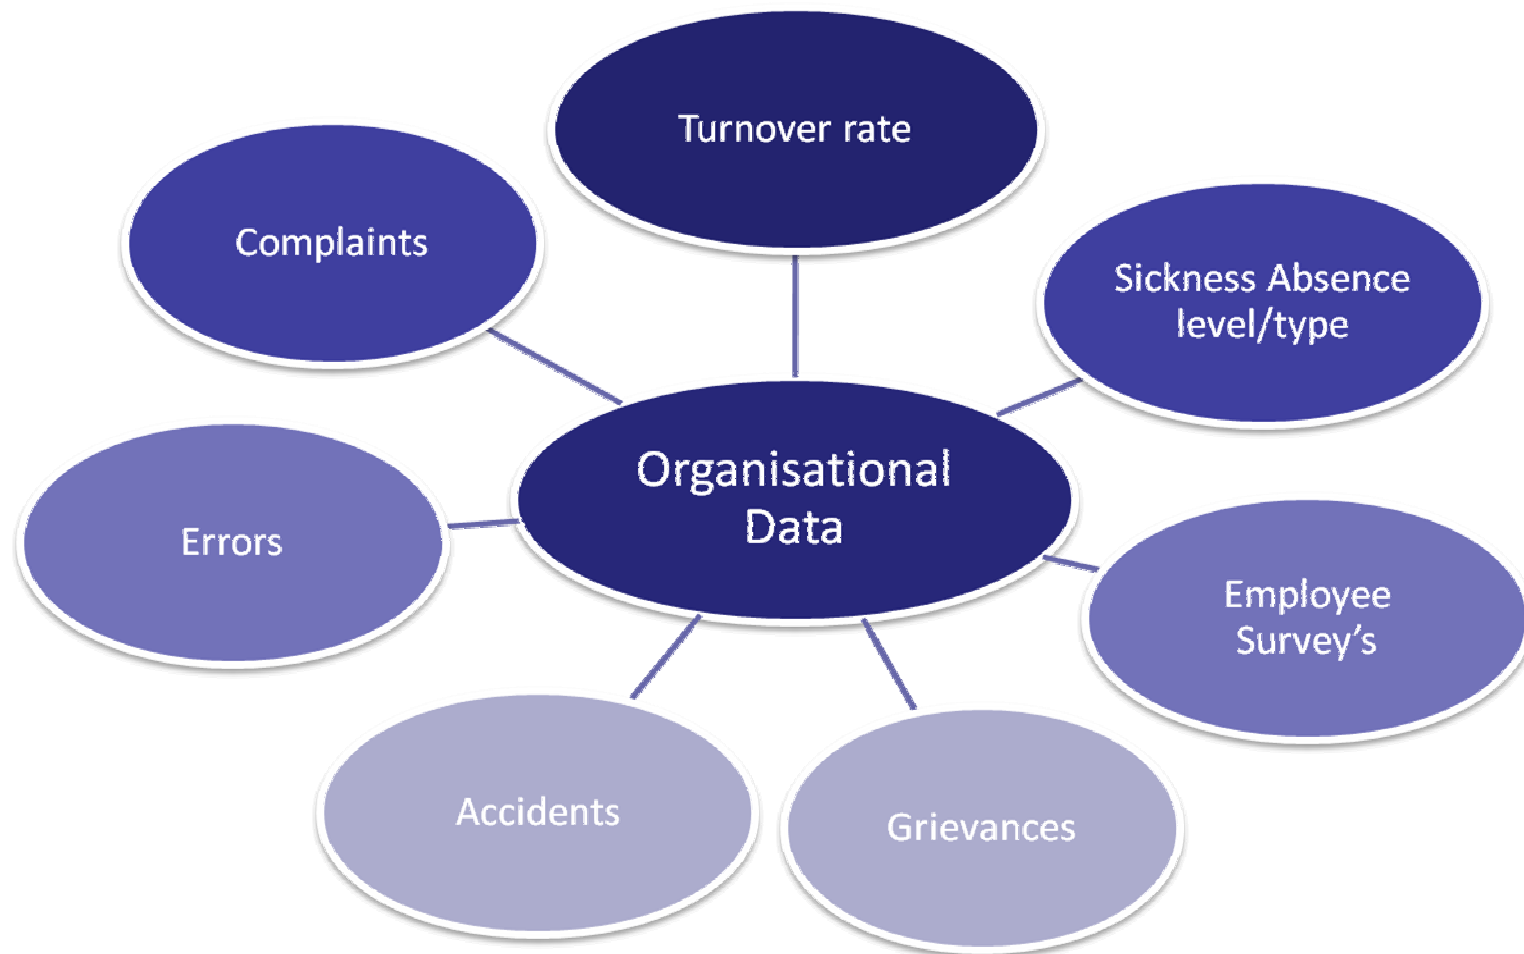 Turnover rate
Complaints
Sickness Absence
level/type
Organisational
Data
Errors
Employee
Survey’s
Accidents
Grievances